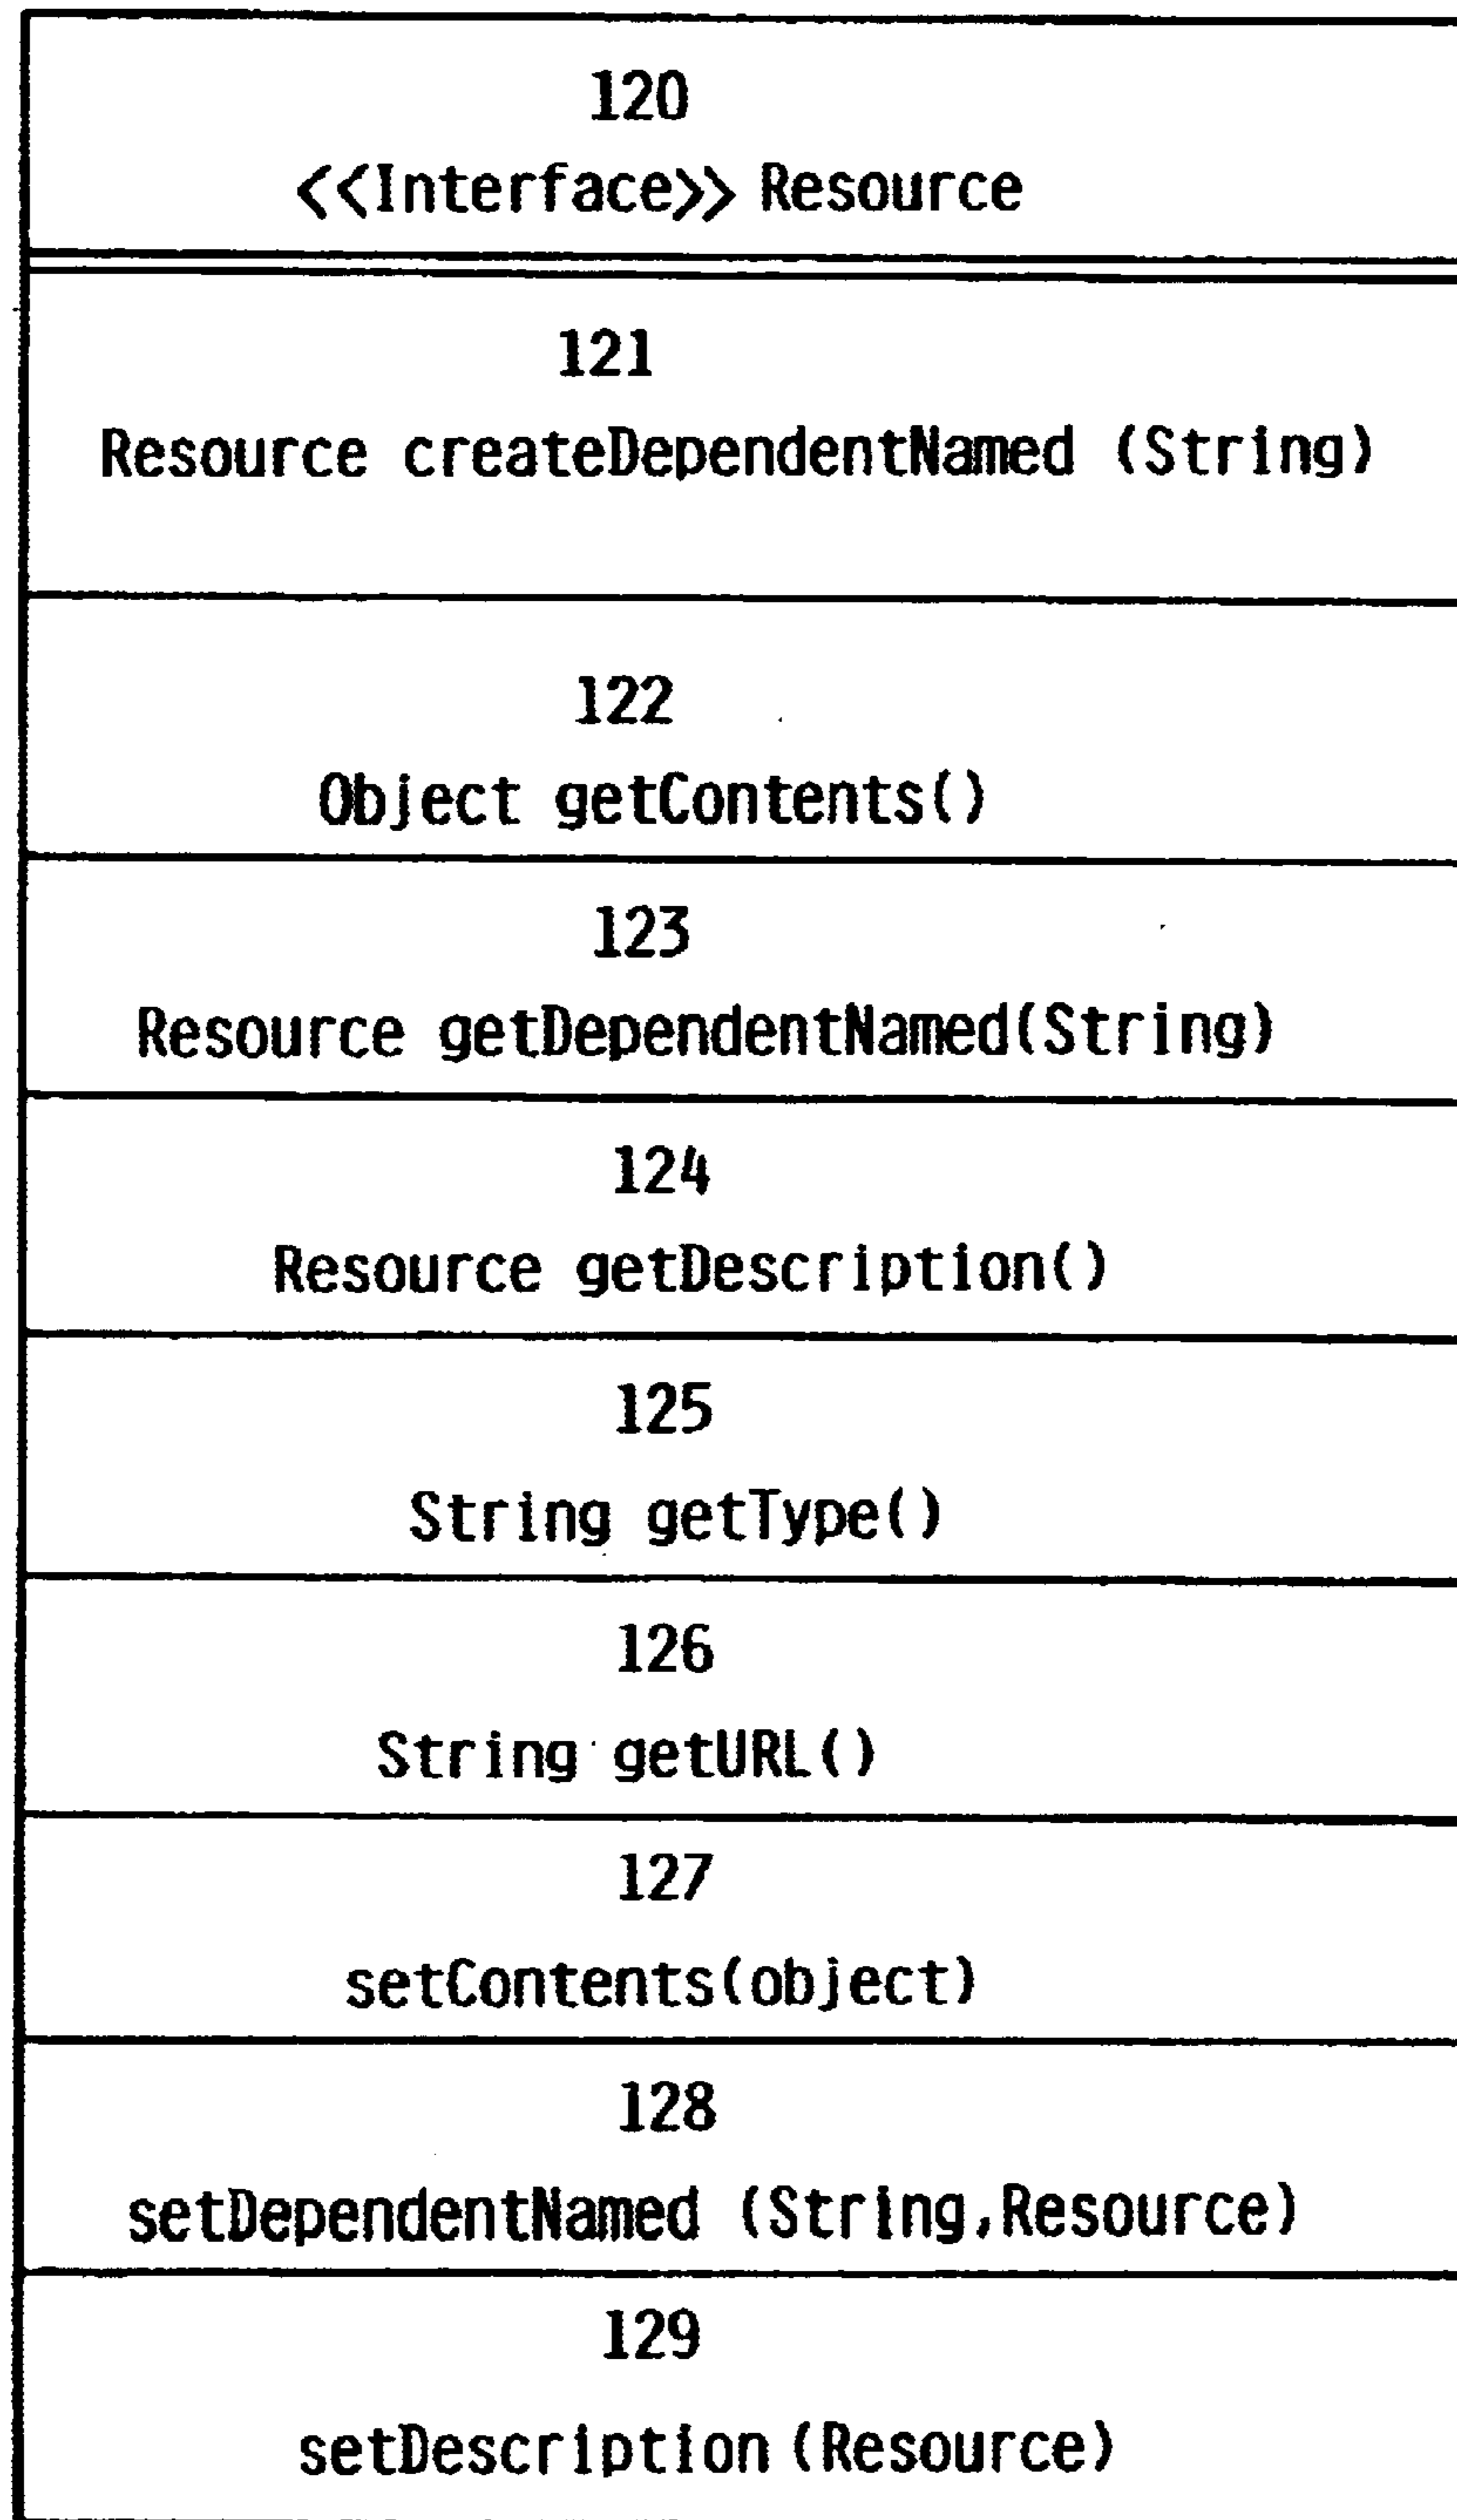 120
<<Interface>> Resource
121
Resource createDependentNamed (String)
122
Object getContents()
123
Resource getDependentNamed(String)
124
Resource getDescription()
125
String getType()
126
String getURL()
127
setContents(object)
128
setDependentNamed (String,Resource)
129
setDescription(Resource)